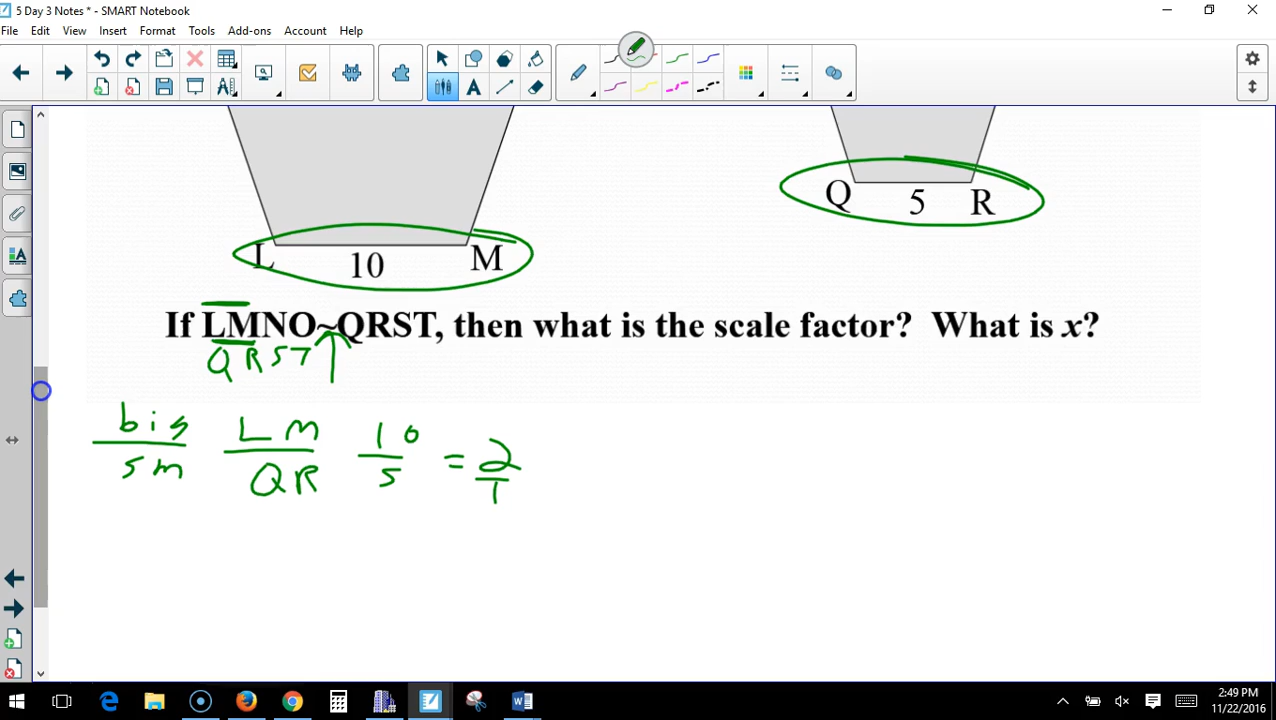 5 Day 3 Notes * - SMART Notebook
File Edit View Insert Format Tools Add-ons Account Help
L 10 M
Q 5 R
If LMNO~QRST, then what is the scale factor? What is x?
QRST
big LM 10
sm QR 5 = 2
1
2:49 PM
11/22/2016